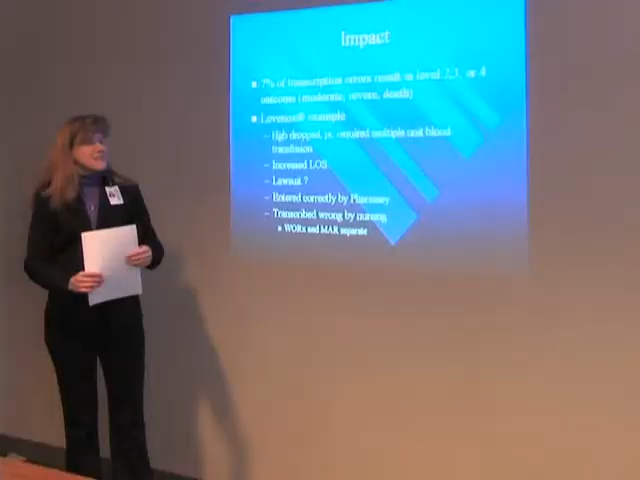 Impact
7% of transcription errors result in level 2,3, or 4
outcome (moderate, severe, death)
Lovenox® example
– Hgb dropped, pt. required multiple unit blood
transfusion
– Increased LOS
– Lawsuit ?
– Entered correctly by Pharmacy
– Transcribed wrong by nursing
» WORx and MAR separate